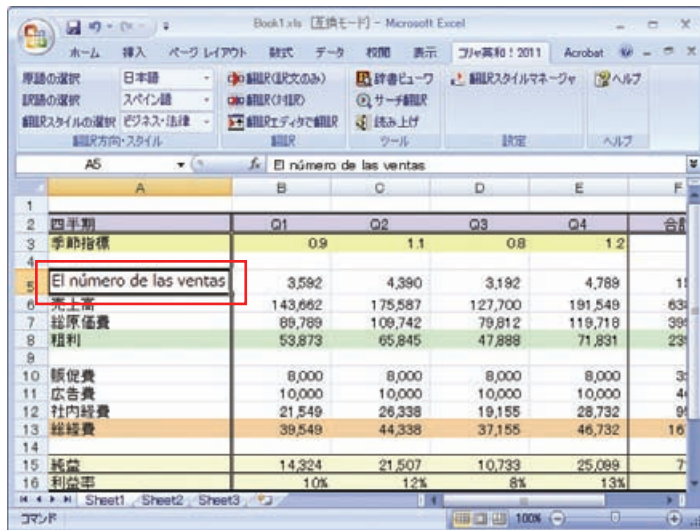 Book1.xls [互換モード] - Microsoft Excel
ホーム 挿入 ページ レイアウト 数式 データ 校閲 表示 コリャ英和！2011 Acrobat
原語の選択 日本語 翻訳(訳文のみ) 辞書ビューワ 翻訳スタイルマネージャ ヘルプ
訳語の選択 スペイン語 翻訳(対訳) サーチ翻訳
翻訳スタイルの選択 ビジネス・法律 翻訳エディタで翻訳 読み上げ
翻訳方向・スタイル 翻訳 ツール 設定 ヘルプ
A5 fx El número de las ventas
A B C D E F
1
2 四半期 Q1 Q2 Q3 Q4
3 季節指標 0.9 1.1 0.8 1.2
4
5 El número de las ventas 3,592 4,390 3,192 4,789
6 売上高 143,662 175,587 127,700 191,549
7 総原価費 89,789 109,742 79,812 119,718
8 粗利 53,873 65,845 47,888 71,831
9
10 販促費 8,000 8,000 8,000 8,000
11 広告費 10,000 10,000 10,000 10,000
12 社内経費 21,549 26,338 19,155 28,732
13 総経費 39,549 44,338 37,155 46,732
14
15 純益 14,324 21,507 10,733 25,099
16 利益率 10% 12% 8% 13%
Sheet1 Sheet2 Sheet3
コマンド 100%